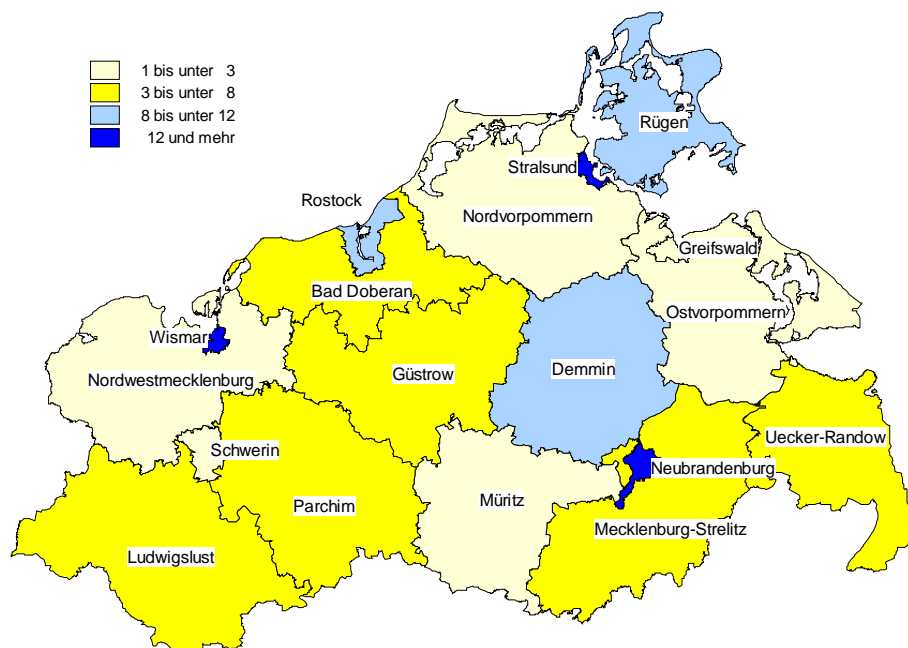 1 bis unter 3
3 bis unter 8
8 bis unter 12
12 und mehr
Rügen
Stralsund
Rostock
Nordvorpommern
Greifswald
Bad Doberan
Ostvorpommern
Wismar
Nordwestmecklenburg
Güstrow
Demmin
Schwerin
Uecker-Randow
Neubrandenburg
Parchim
Müritz
Mecklenburg-Strelitz
Ludwigslust